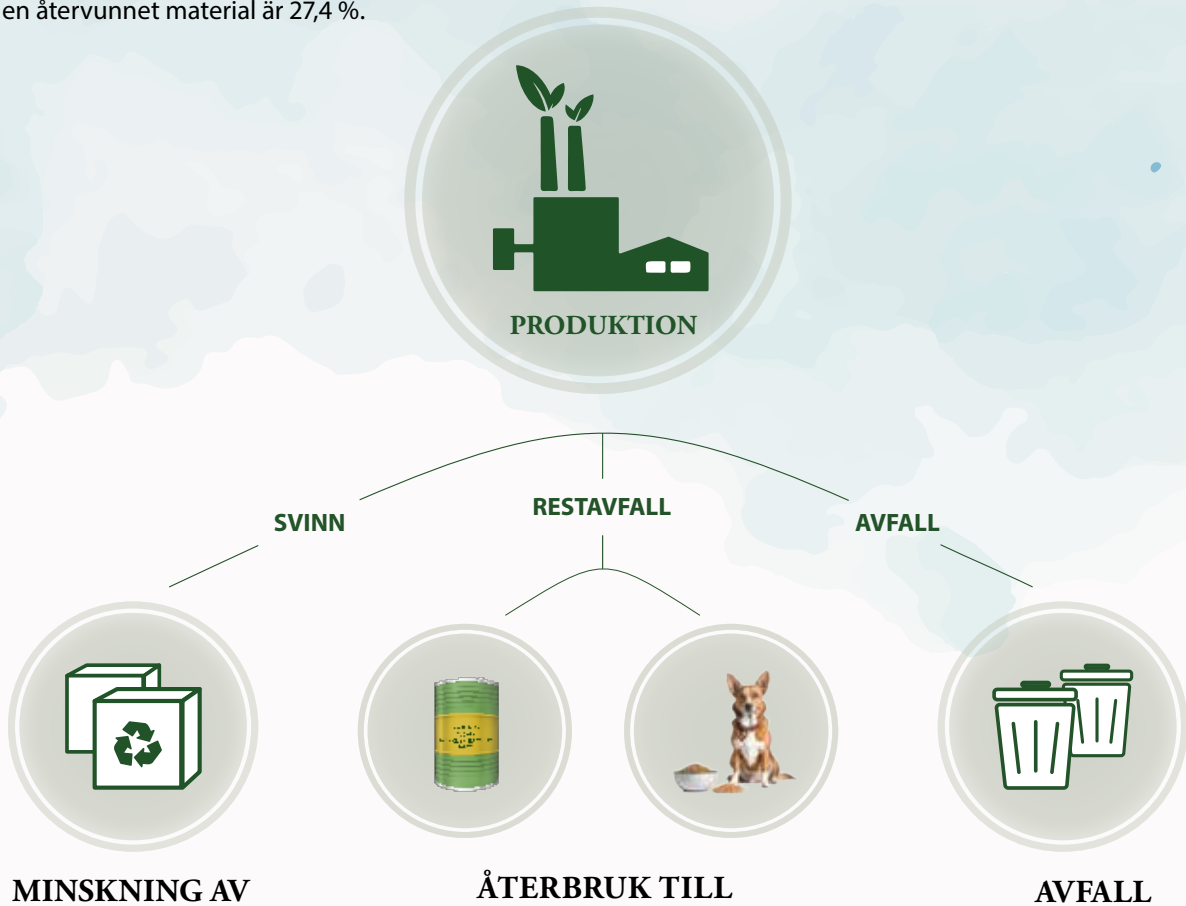 en återvunnet material är 27,4 %.
PRODUKTION
SVINN
RESTAVFALL
AVFALL
MINSKNING AV
ÅTERBRUK TILL
AVFALL